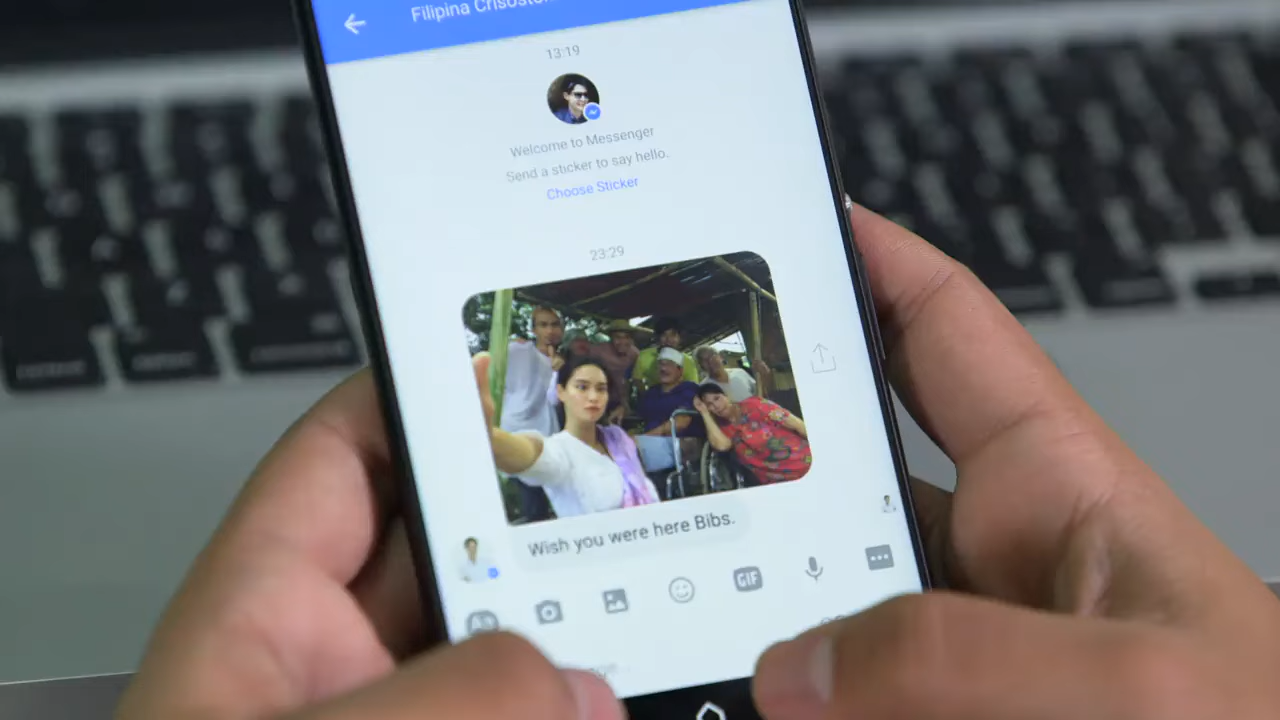 Filipina
13:19
Welcome to Messenger
Send a sticker to say hello.
Choose Sticker
23:29
Wish you were here Bibs.
GIF